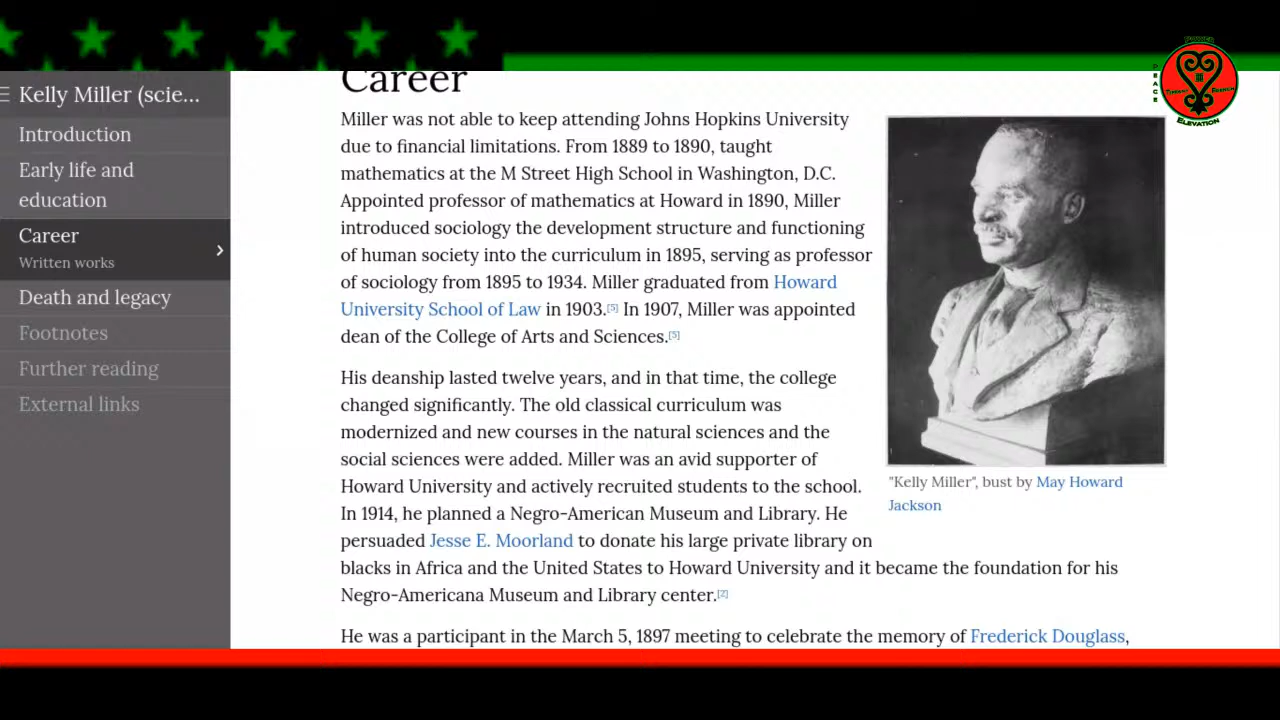 POWER
PEACE
TIFFANY FRENCH
ELEVATION
Kelly Miller (scie...
Introduction
Early life and
education
Career
Written works
Death and legacy
Footnotes
Further reading
External links
Career
Miller was not able to keep attending Johns Hopkins University
due to financial limitations. From 1889 to 1890, taught
mathematics at the M Street High School in Washington, D.C.
Appointed professor of mathematics at Howard in 1890, Miller
introduced sociology the development structure and functioning
of human society into the curriculum in 1895, serving as professor
of sociology from 1895 to 1934. Miller graduated from Howard
University School of Law in 1903.[5] In 1907, Miller was appointed
dean of the College of Arts and Sciences.[5]
His deanship lasted twelve years, and in that time, the college
changed significantly. The old classical curriculum was
modernized and new courses in the natural sciences and the
social sciences were added. Miller was an avid supporter of
Howard University and actively recruited students to the school.
In 1914, he planned a Negro-American Museum and Library. He
persuaded Jesse E. Moorland to donate his large private library on
blacks in Africa and the United States to Howard University and it became the foundation for his
Negro-Americana Museum and Library center.[2]
He was a participant in the March 5, 1897 meeting to celebrate the memory of Frederick Douglass,
"Kelly Miller", bust by May Howard
Jackson